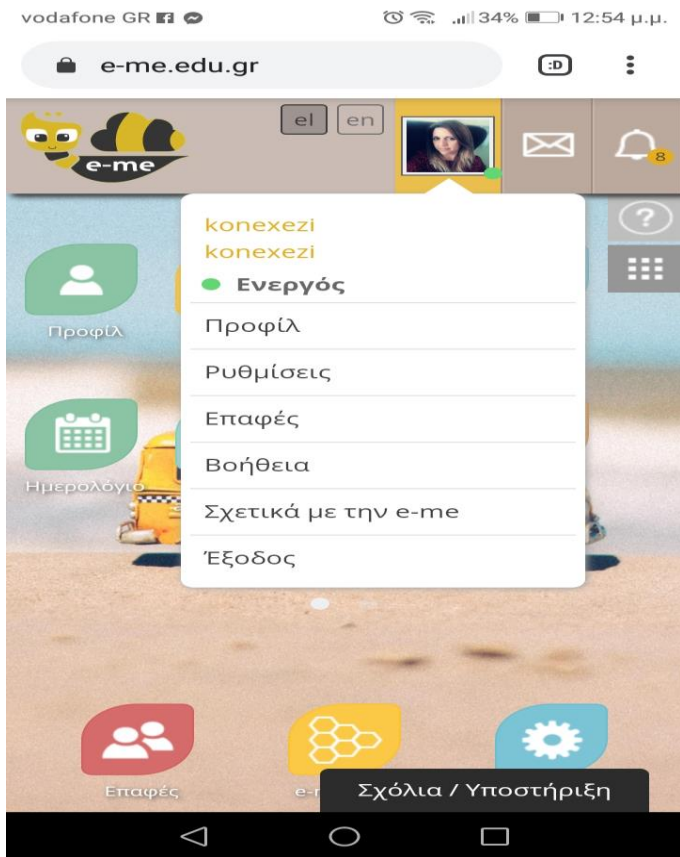 vodafone GR
34%
12:54 μ.μ.
e-me.edu.gr
:D
e-me
el
en
8
?
konexezi
konexezi
Ενεργός
Προφίλ
Ρυθμίσεις
Επαφές
Βοήθεια
Σχετικά με την e-me
Έξοδος
Προφίλ
Ημερολόγιο
Επαφές
Σχόλια / Υποστήριξη